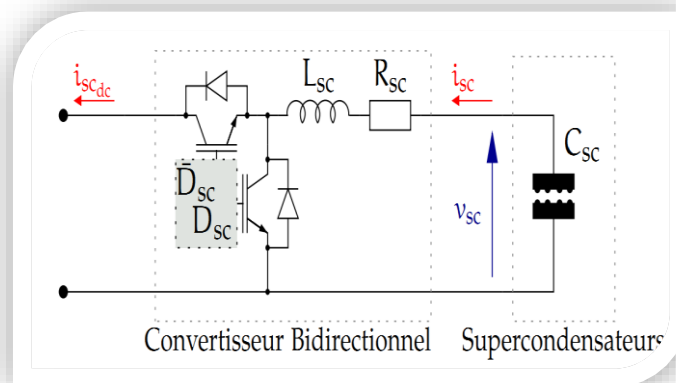 i_sc_dc
L_sc
R_sc
i_sc
C_sc
D̄_sc
D_sc
v_sc
Convertisseur Bidirectionnel
Supercondensateurs